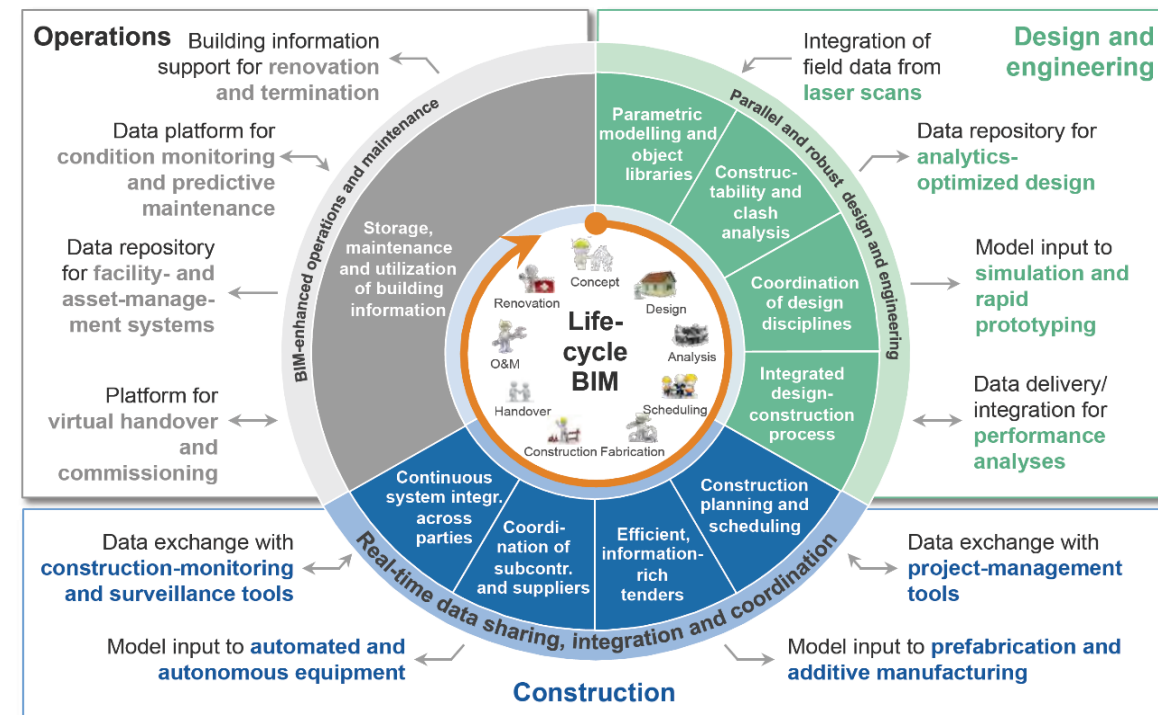 Operations
Building information
support for renovation
and termination
Data platform for
condition monitoring
and predictive
maintenance
Data repository
for facility- and
asset-manage-
ment systems
Platform for
virtual handover
and
commissioning
BIM-enhanced operations and maintenance
Storage,
maintenance
and utilization
of building
information
Design and
engineering
Integration of
field data from
laser scans
Data repository for
analytics-
optimized design
Model input to
simulation and
rapid
prototyping
Data delivery/
integration for
performance
analyses
Parallel and robust design and engineering
Parametric
modelling and
object
libraries
Construc-
tability and
clash
analysis
Coordination
of design
disciplines
Integrated
design-
construction
process
Life-
cycle
BIM
Concept
Design
Analysis
Scheduling
Fabrication
Construction
Handover
O&M
Renovation
Construction
planning and
scheduling
Efficient,
information-
rich
tenders
Coordi-
nation of
subcontr.
and suppliers
Continuous
system integr.
across
parties
Real-time data sharing, integration and coordination
Data exchange with
construction-monitoring
and surveillance tools
Model input to automated and
autonomous equipment
Data exchange with
project-management
tools
Model input to prefabrication and
additive manufacturing
Construction